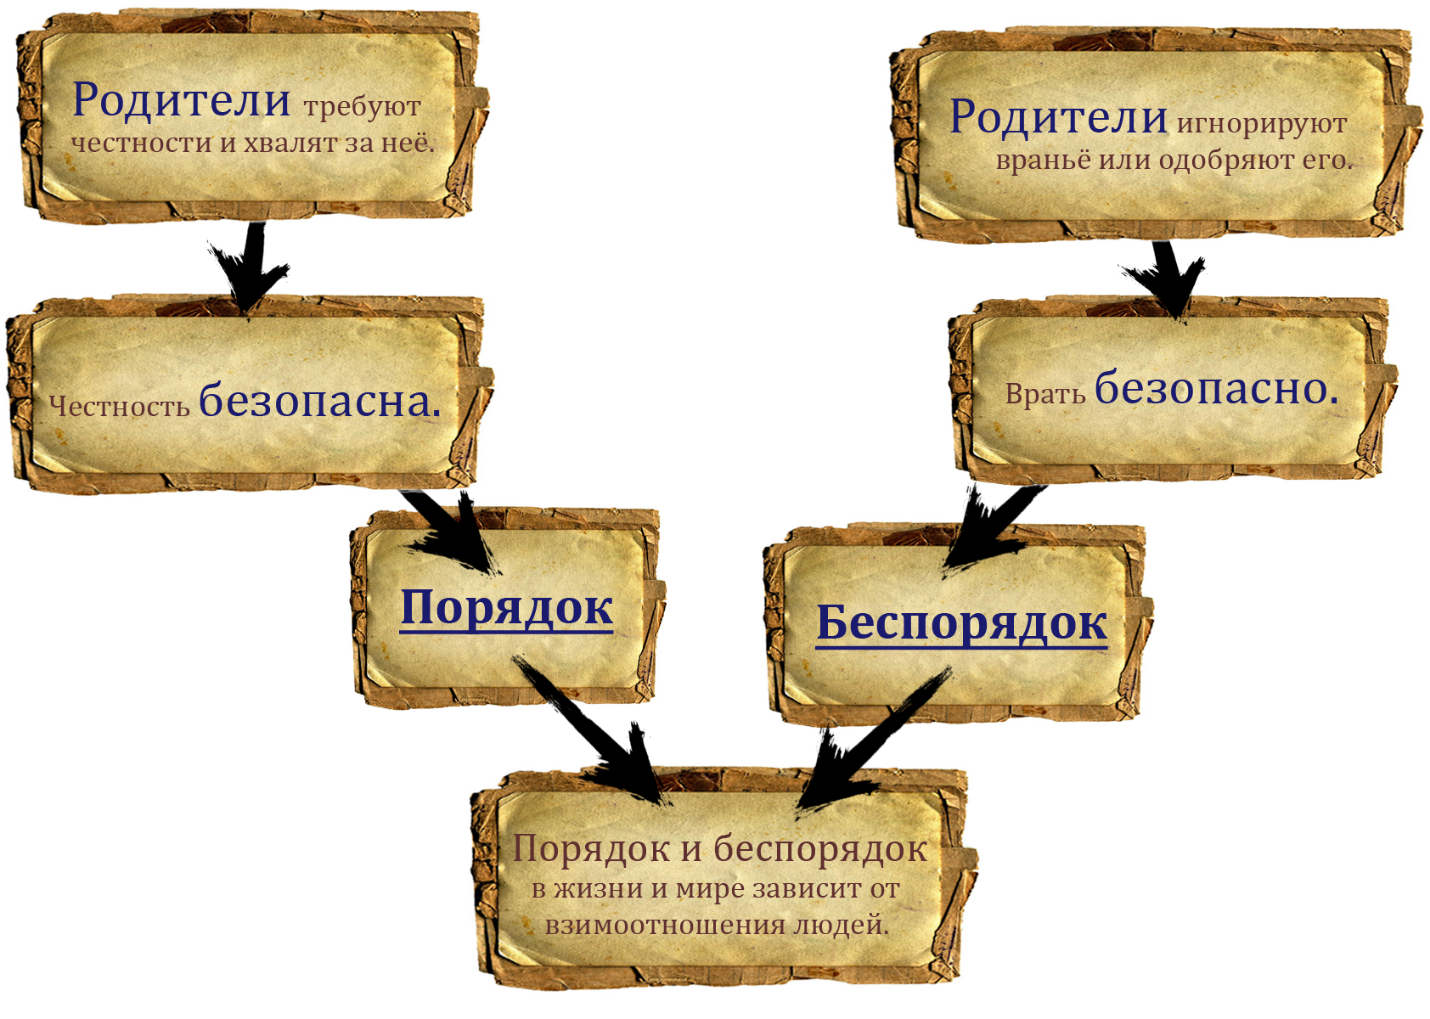 Родители требуют
честности и хвалят за неё.
Родители игнорируют
враньё или одобряют его.
Честность безопасна.
Врать безопасно.
Порядок
Беспорядок
Порядок и беспорядок
в жизни и мире зависит от
взимоотношения людей.